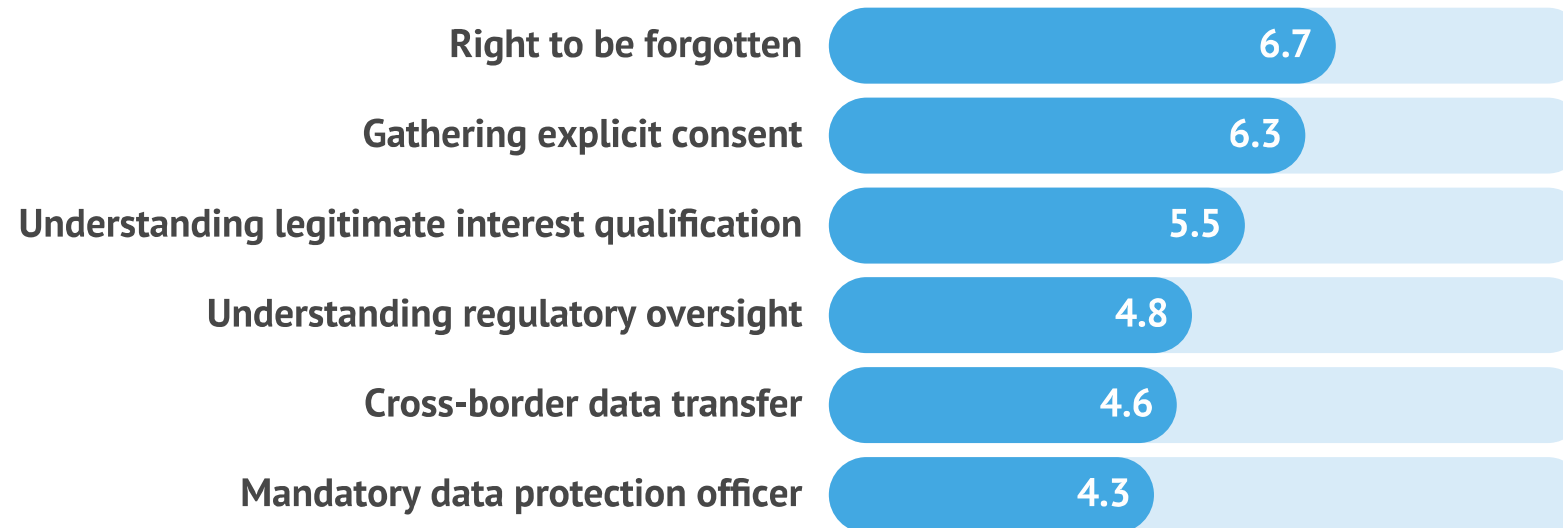 Right to be forgotten 6.7
Gathering explicit consent 6.3
Understanding legitimate interest qualification 5.5
Understanding regulatory oversight 4.8
Cross-border data transfer 4.6
Mandatory data protection officer 4.3